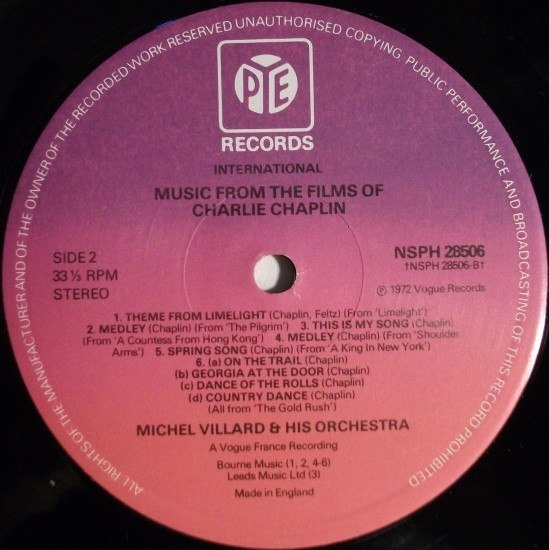 ALL RIGHTS OF THE MANUFACTURER AND OF THE OWNER OF THE RECORDED WORK RESERVED UNAUTHORISED COPYING, PUBLIC PERFORMANCE AND BROADCASTING OF THIS RECORD PROHIBITED
PYE
RECORDS
INTERNATIONAL
MUSIC FROM THE FILMS OF
CHARLIE CHAPLIN
SIDE 2
33 ⅓ RPM
STEREO
NSPH 28506
†NSPH 28506-B†
℗ 1972 Vogue Records
1. THEME FROM LIMELIGHT (Chaplin, Feltz) (From 'Limelight')
2. MEDLEY (Chaplin) (From 'The Pilgrim') 3. THIS IS MY SONG (Chaplin)
(From 'A Countess From Hong Kong') 4. MEDLEY (Chaplin) (From 'Shoulder
Arms') 5. SPRING SONG (Chaplin) (From 'A King In New York')
6. (a) ON THE TRAIL (Chaplin)
(b) GEORGIA AT THE DOOR (Chaplin)
(c) DANCE OF THE ROLLS (Chaplin)
(d) COUNTRY DANCE (Chaplin)
(All from 'The Gold Rush')
MICHEL VILLARD & HIS ORCHESTRA
A Vogue France Recording
Bourne Music (1, 2, 4-6)
Leeds Music Ltd (3)
Made in England